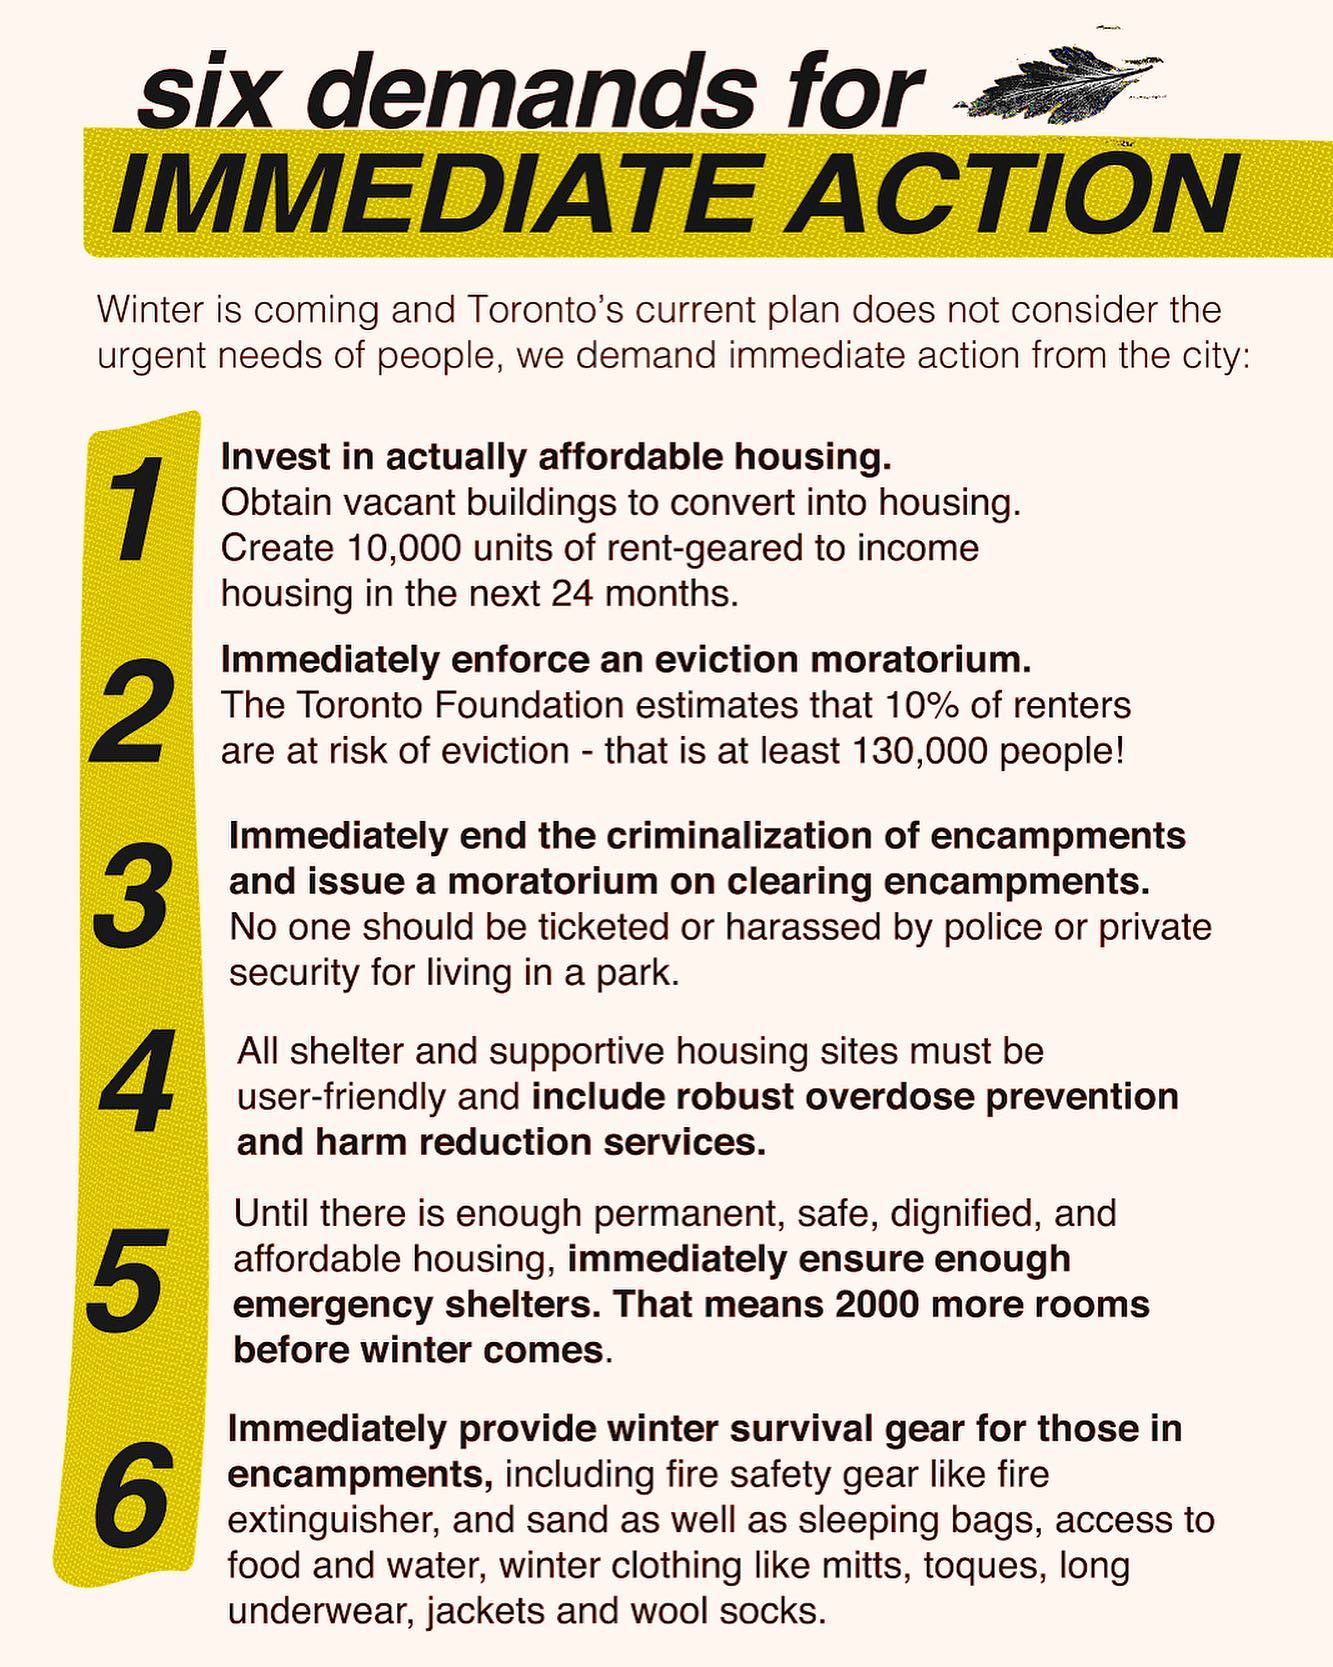 six demands for
IMMEDIATE ACTION
Winter is coming and Toronto’s current plan does not consider the
urgent needs of people, we demand immediate action from the city:
1
Invest in actually affordable housing.
Obtain vacant buildings to convert into housing.
Create 10,000 units of rent-geared to income
housing in the next 24 months.
2
Immediately enforce an eviction moratorium.
The Toronto Foundation estimates that 10% of renters
are at risk of eviction - that is at least 130,000 people!
3
Immediately end the criminalization of encampments
and issue a moratorium on clearing encampments.
No one should be ticketed or harassed by police or private
security for living in a park.
4
All shelter and supportive housing sites must be
user-friendly and include robust overdose prevention
and harm reduction services.
5
Until there is enough permanent, safe, dignified, and
affordable housing, immediately ensure enough
emergency shelters. That means 2000 more rooms
before winter comes.
6
Immediately provide winter survival gear for those in
encampments, including fire safety gear like fire
extinguisher, and sand as well as sleeping bags, access to
food and water, winter clothing like mitts, toques, long
underwear, jackets and wool socks.